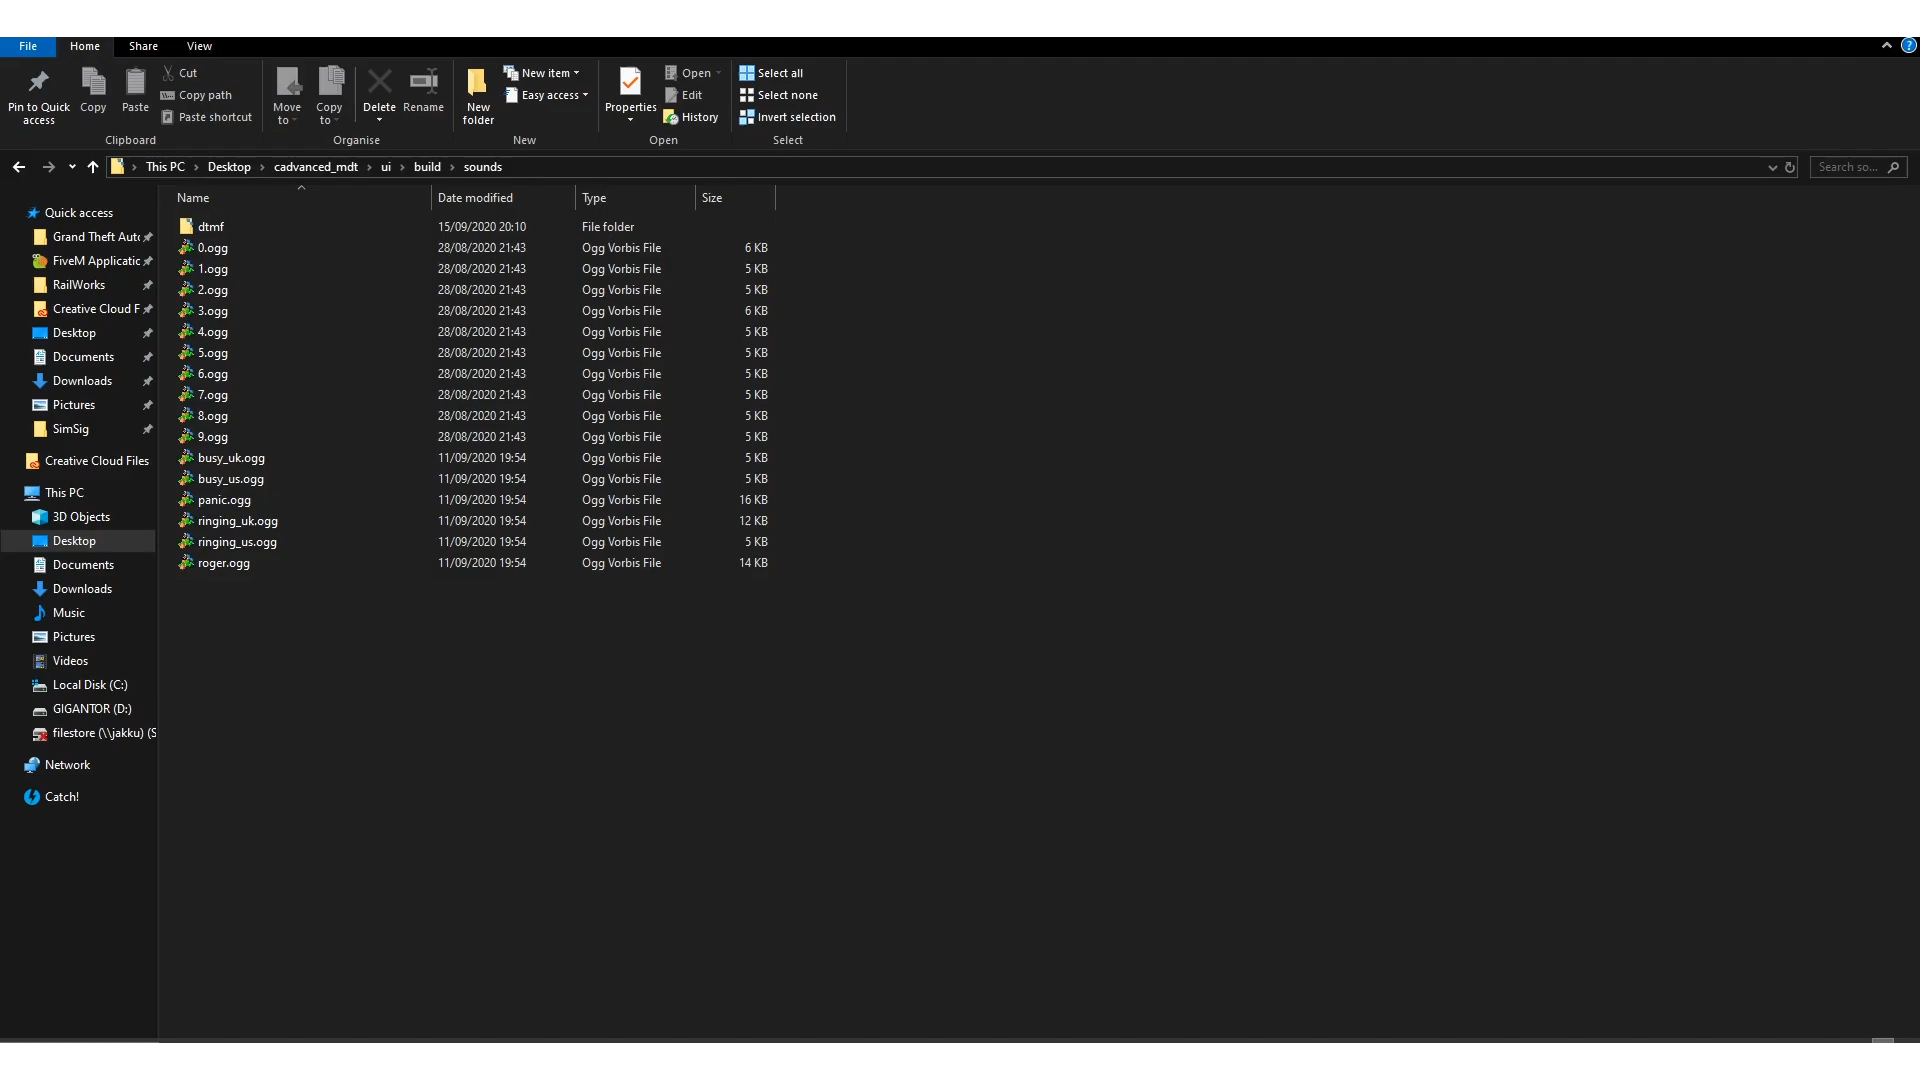 File Home Share View
Pin to Quick access
Copy
Paste
Cut
Copy path
Paste shortcut
Clipboard
Move to
Copy to
Delete
Rename
Organise
New folder
New item
Easy access
New
Properties
Open
Edit
History
Open
Select all
Select none
Invert selection
Select
This PC > Desktop > cadvanced_mdt > ui > build > sounds
Search so...
Name Date modified Type Size
dtmf 15/09/2020 20:10 File folder
0.ogg 28/08/2020 21:43 Ogg Vorbis File 6 KB
1.ogg 28/08/2020 21:43 Ogg Vorbis File 5 KB
2.ogg 28/08/2020 21:43 Ogg Vorbis File 5 KB
3.ogg 28/08/2020 21:43 Ogg Vorbis File 6 KB
4.ogg 28/08/2020 21:43 Ogg Vorbis File 5 KB
5.ogg 28/08/2020 21:43 Ogg Vorbis File 5 KB
6.ogg 28/08/2020 21:43 Ogg Vorbis File 5 KB
7.ogg 28/08/2020 21:43 Ogg Vorbis File 5 KB
8.ogg 28/08/2020 21:43 Ogg Vorbis File 5 KB
9.ogg 28/08/2020 21:43 Ogg Vorbis File 5 KB
busy_uk.ogg 11/09/2020 19:54 Ogg Vorbis File 5 KB
busy_us.ogg 11/09/2020 19:54 Ogg Vorbis File 5 KB
panic.ogg 11/09/2020 19:54 Ogg Vorbis File 16 KB
ringing_uk.ogg 11/09/2020 19:54 Ogg Vorbis File 12 KB
ringing_us.ogg 11/09/2020 19:54 Ogg Vorbis File 5 KB
roger.ogg 11/09/2020 19:54 Ogg Vorbis File 14 KB
Quick access
Grand Theft Aut
FiveM Applicatic
RailWorks
Creative Cloud F
Desktop
Documents
Downloads
Pictures
SimSig
Creative Cloud Files
This PC
3D Objects
Desktop
Documents
Downloads
Music
Pictures
Videos
Local Disk (C:)
GIGANTOR (D:)
filestore (\\jakku) (S
Network
Catch!